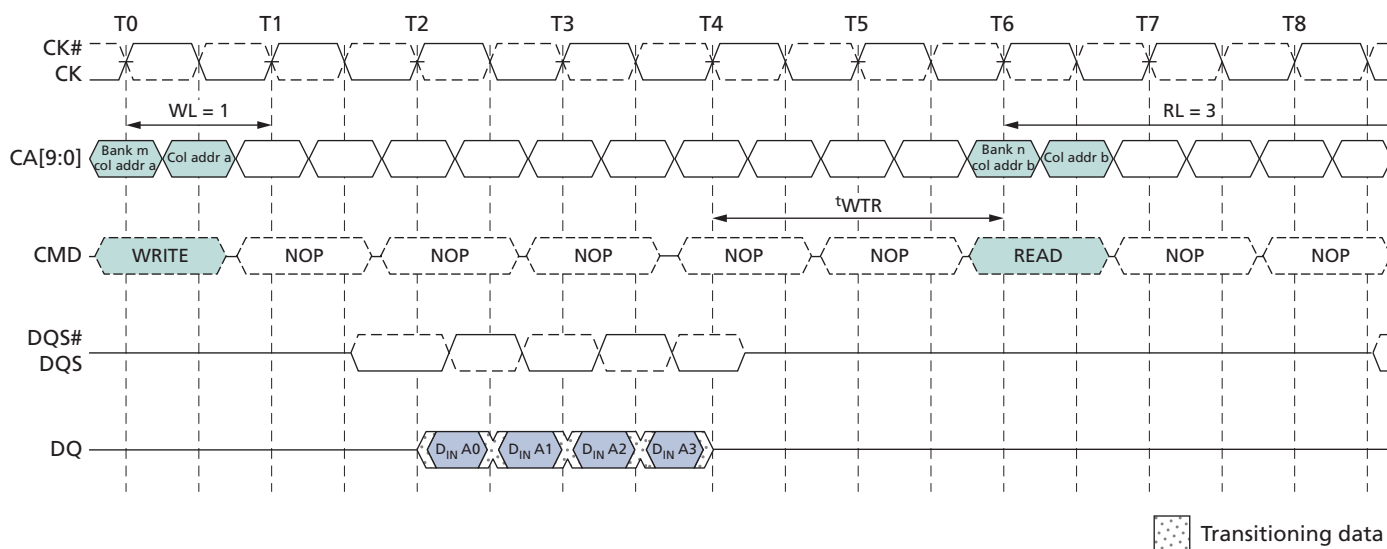 T0 T1 T2 T3 T4 T5 T6 T7 T8
CK#
CK
WL = 1 RL = 3
CA[9:0] Bank m col addr a Col addr a Bank n col addr b Col addr b
tWTR
CMD WRITE NOP NOP NOP NOP NOP READ NOP NOP
DQS#
DQS
DQ DIN A0 DIN A1 DIN A2 DIN A3
Transitioning data